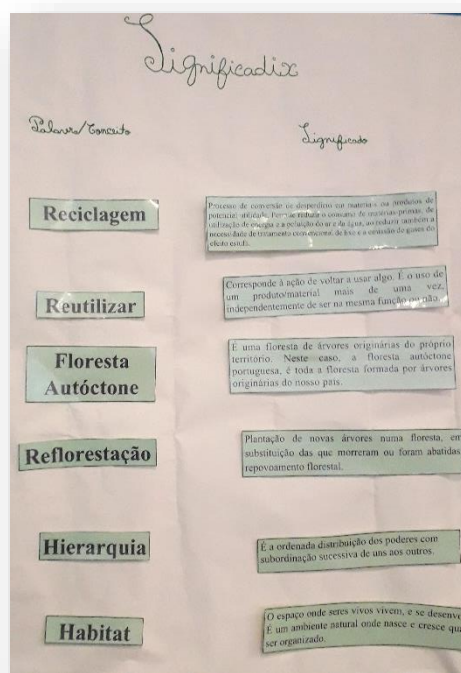 Significadix
Palavra/Conceito
Significado
Reciclagem
Processo de conversão de desperdício em materiais ou produtos de
potencial utilidade. Permite reduzir o consumo de matérias-primas, de
utilização de energia e a poluição do ar e da água, ao reduzir também a
necessidade de tratamento convencional de lixo e a emissão de gases do
efeito estufa.
Reutilizar
Corresponde à ação de voltar a usar algo. É o uso de
um produto/material mais de uma vez,
independentemente de ser na mesma função ou não.
Floresta
Autóctone
É uma floresta de árvores originárias do próprio
território. Neste caso, a floresta autóctone
portuguesa, é toda a floresta formada por árvores
originárias do nosso país.
Reflorestação
Plantação de novas árvores numa floresta, em
substituição das que morreram ou foram abatidas
repovoamento florestal.
Hierarquia
É a ordenada distribuição dos poderes com
subordinação sucessiva de uns aos outros.
Habitat
O espaço onde seres vivos vivem, e se desenvo
É um ambiente natural onde nasce e cresce qua
ser organizado.